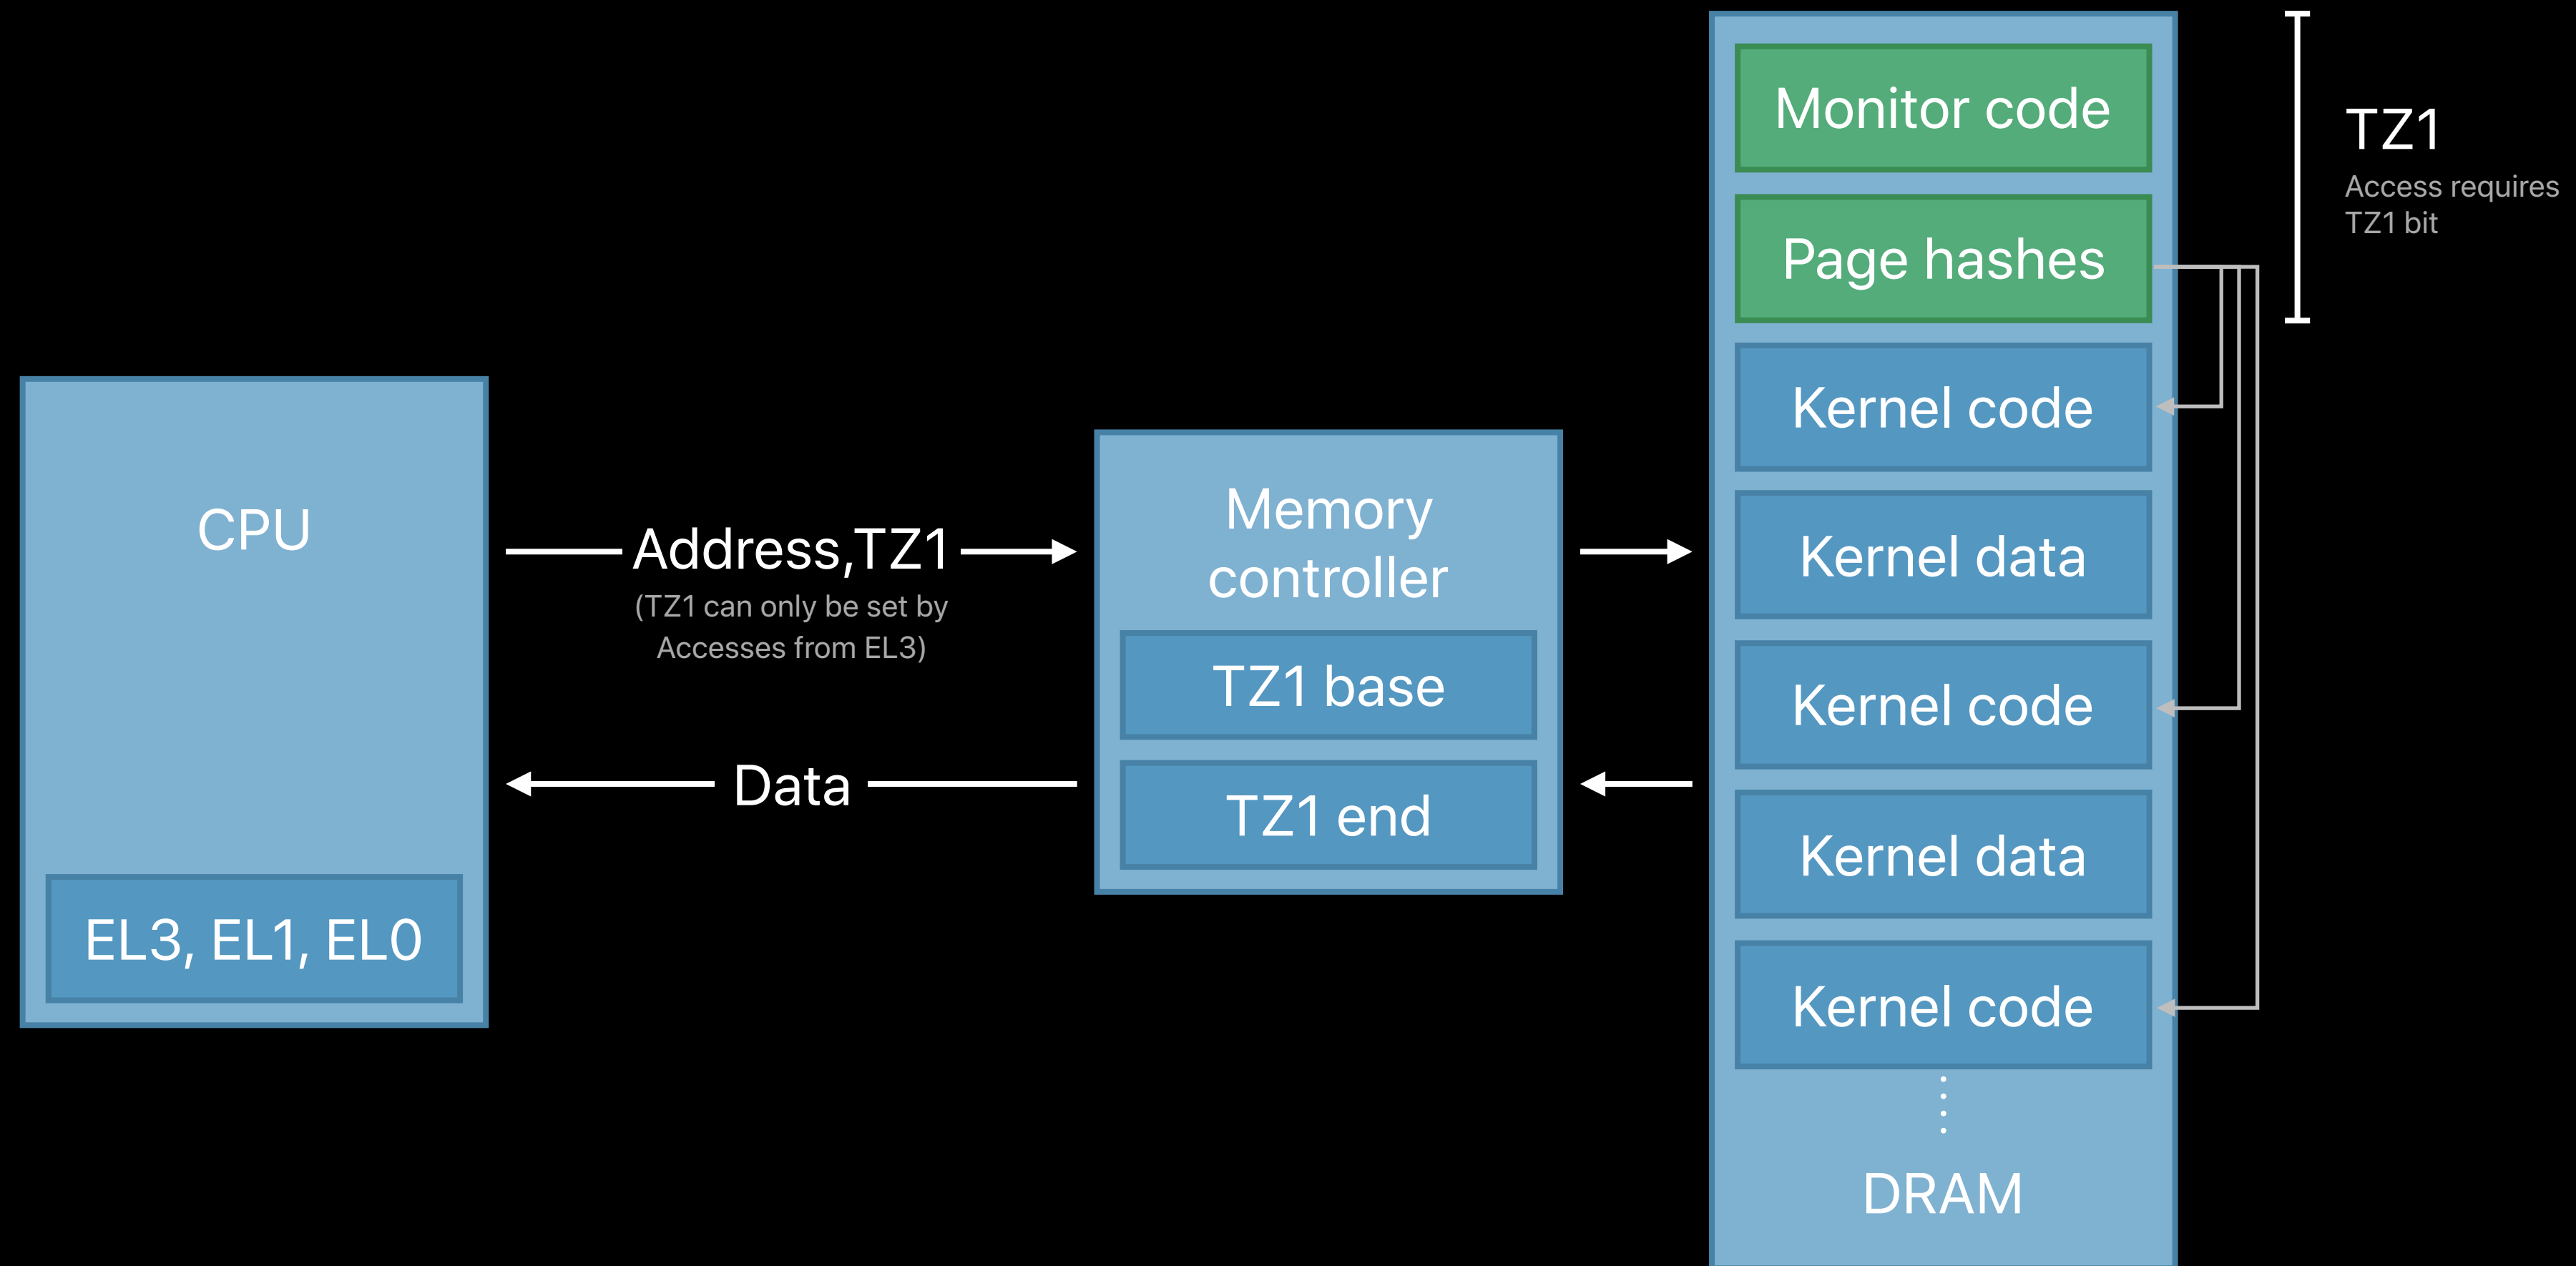 CPU
EL3, EL1, EL0
Address,TZ1
(TZ1 can only be set by
Accesses from EL3)
Data
Memory
controller
TZ1 base
TZ1 end
Monitor code
Page hashes
Kernel code
Kernel data
Kernel code
Kernel data
Kernel code
DRAM
TZ1
Access requires
TZ1 bit